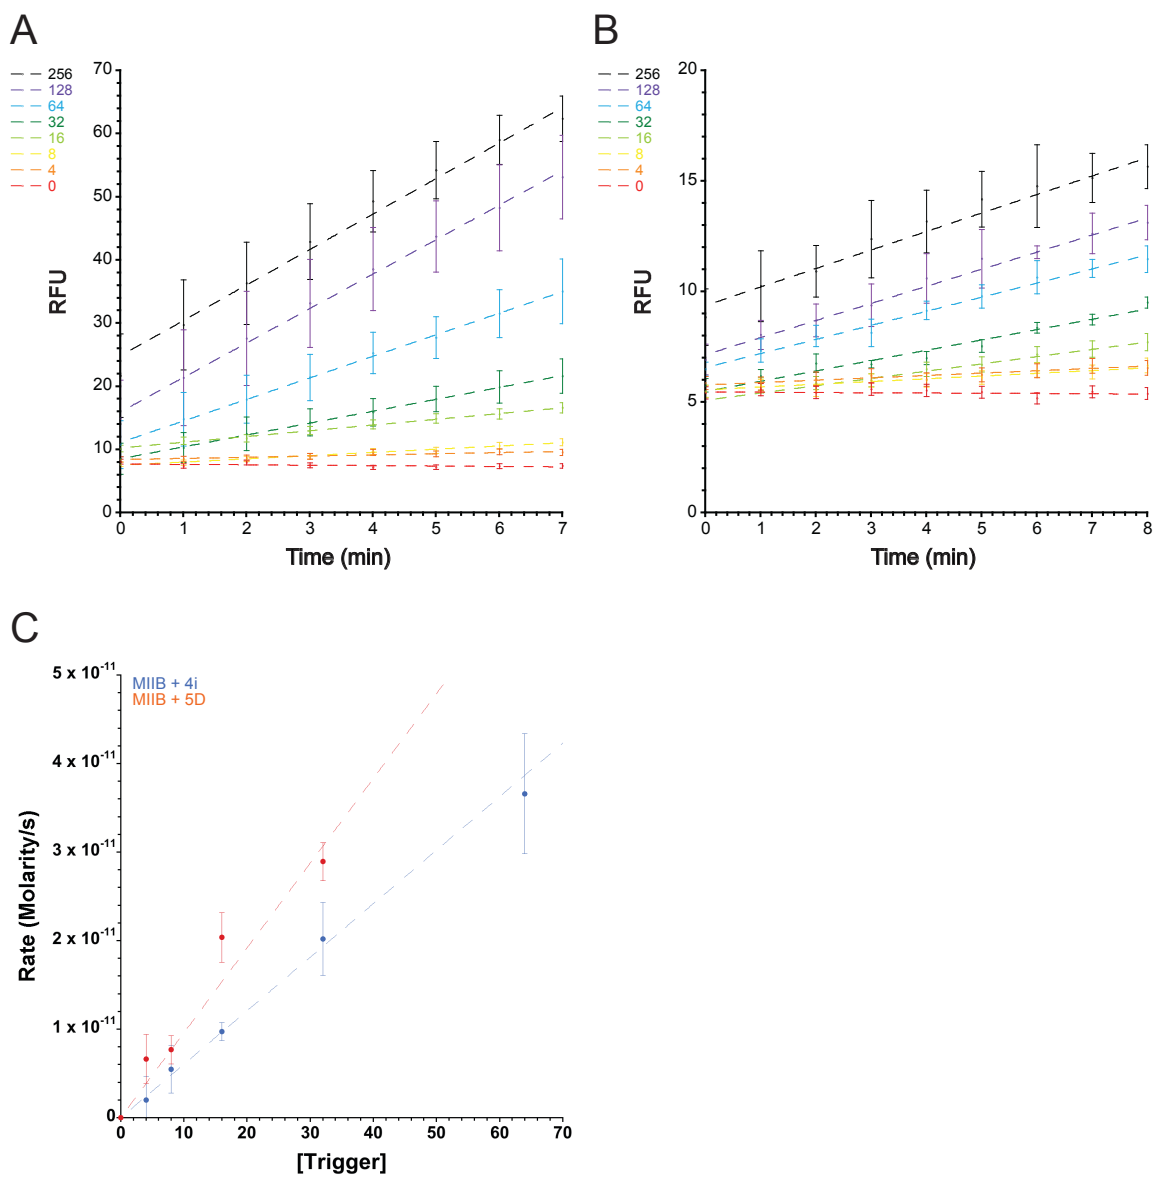 A
256
128
64
32
16
8
4
0
RFU
70
60
50
40
30
20
10
0
0 1 2 3 4 5 6 7
Time (min)
B
256
128
64
32
16
8
4
0
RFU
20
15
10
5
0
0 1 2 3 4 5 6 7 8
Time (min)
C
MIIB + 4i
MIIB + 5D
Rate (Molarity/s)
5 x 10⁻¹¹
4 x 10⁻¹¹
3 x 10⁻¹¹
2 x 10⁻¹¹
1 x 10⁻¹¹
0
0 10 20 30 40 50 60 70
[Trigger]